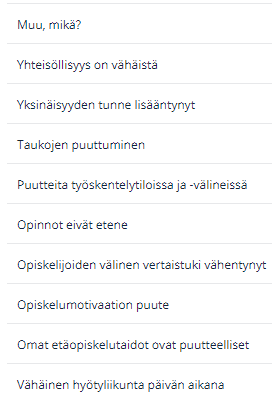 Muu, mikä?
Yhteisöllisyys on vähäistä
Yksinäisyyden tunne lisääntynyt
Taukojen puuttuminen
Puutteita työskentelytiloissa ja -välineissä
Opinnot eivät etene
Opiskelijoiden välinen vertaistuki vähentynyt
Opiskelumotivaation puute
Omat etäopiskelutaidot ovat puutteelliset
Vähäinen hyötyliikunta päivän aikana